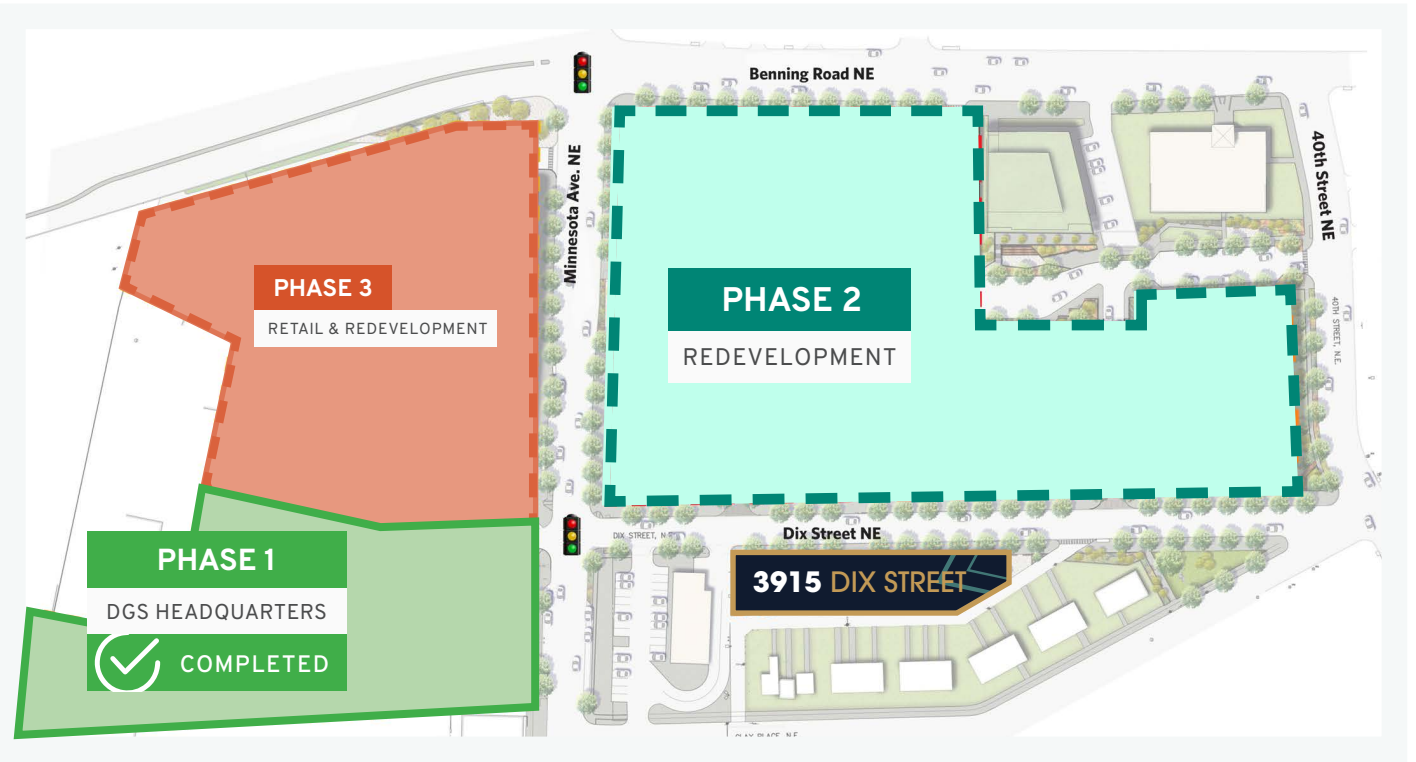 Benning Road NE
Minnesota Ave. NE
40th Street NE
PHASE 3
RETAIL & REDEVELOPMENT
PHASE 2
REDEVELOPMENT
40TH STREET, N.E.
PHASE 1
DGS HEADQUARTERS
COMPLETED
DIX STREET, N.E.
Dix Street NE
3915 DIX STREET